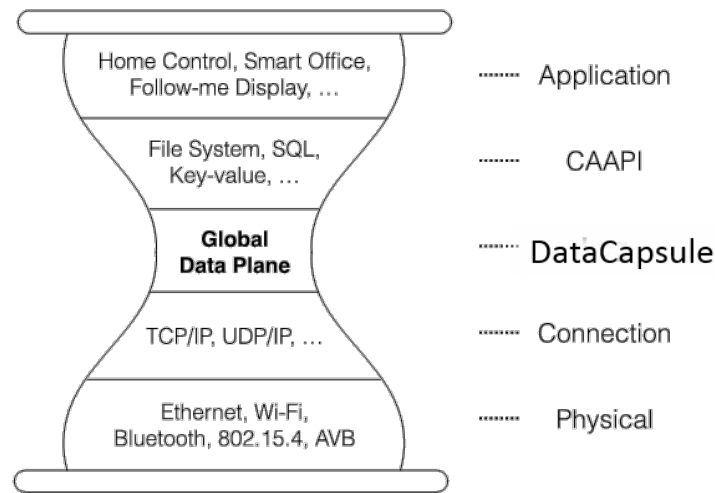 Home Control, Smart Office,
Follow-me Display, …
Application
File System, SQL,
Key-value, …
CAAPI
Global
Data Plane
DataCapsule
TCP/IP, UDP/IP, …
Connection
Ethernet, Wi-Fi,
Bluetooth, 802.15.4, AVB
Physical